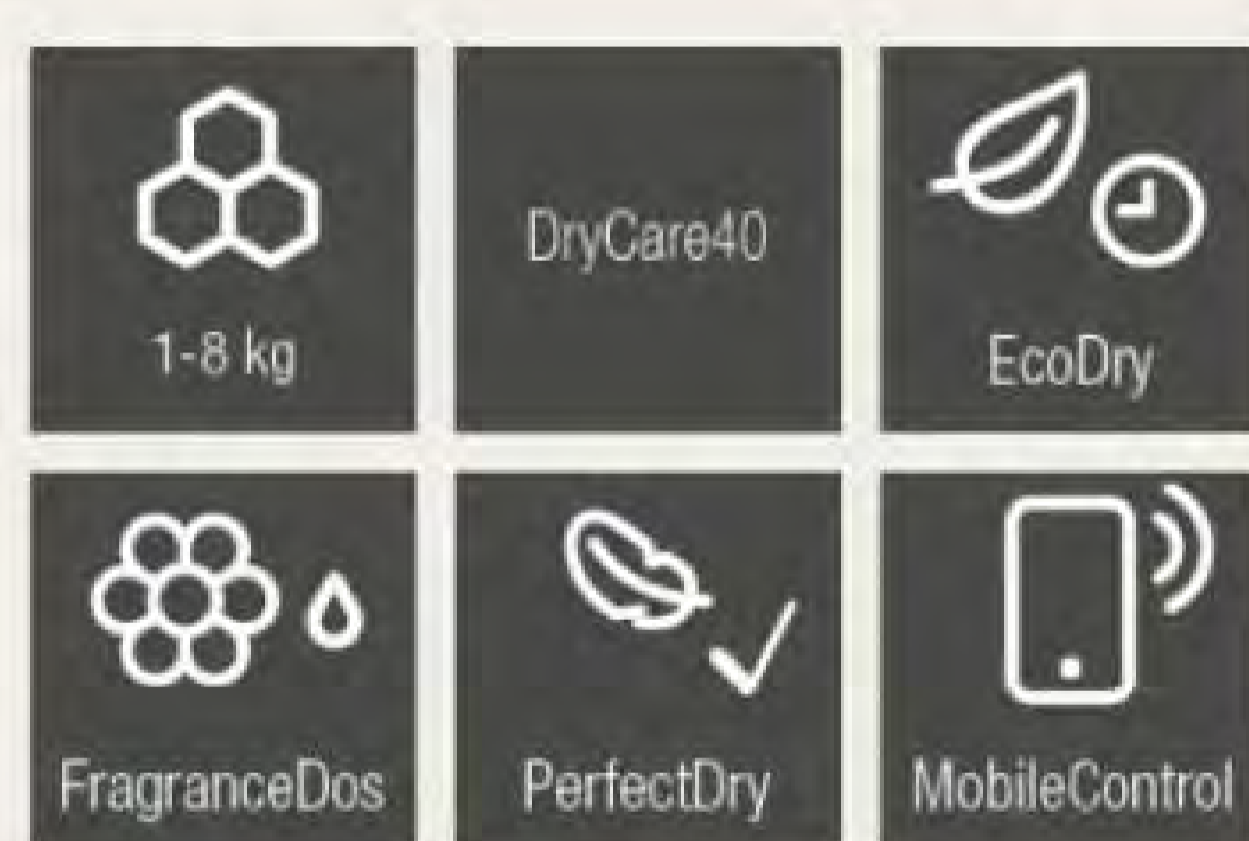 1-8 kg
DryCare40
EcoDry
FragranceDos
PerfectDry
MobileControl